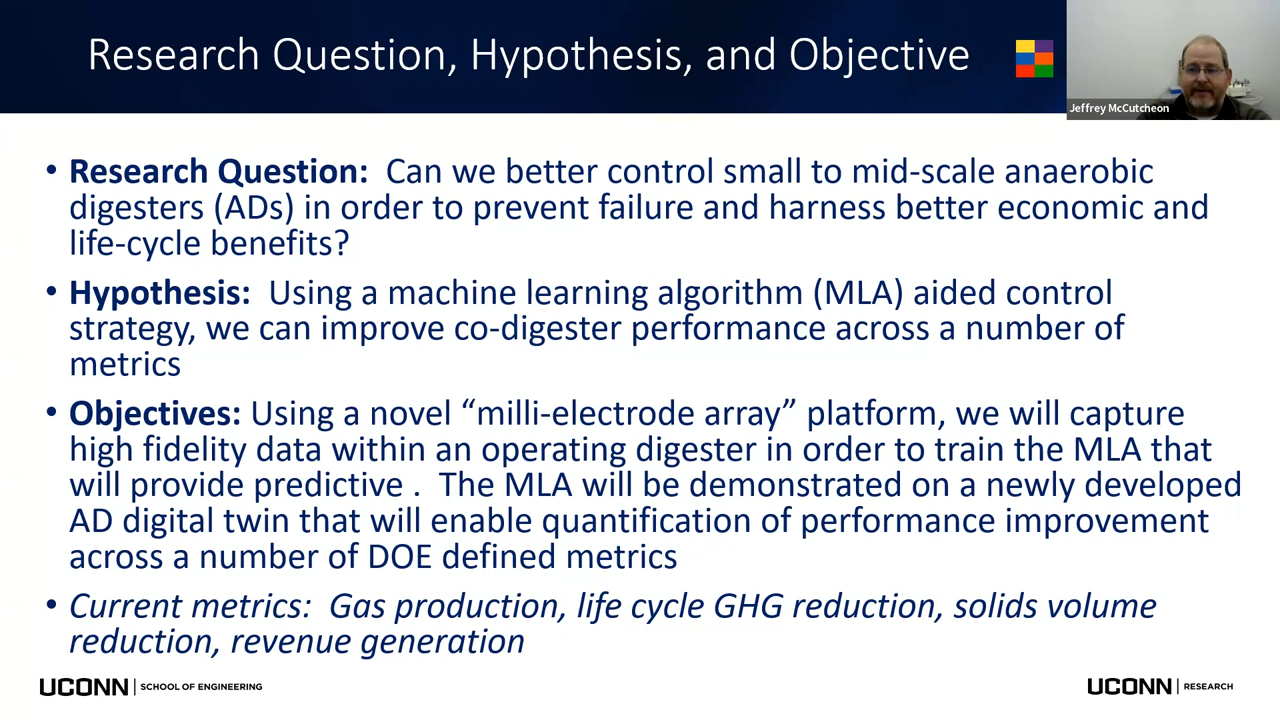 Research Question, Hypothesis, and Objective
Jeffrey McCutcheon
• Research Question: Can we better control small to mid-scale anaerobic
digesters (ADs) in order to prevent failure and harness better economic and
life-cycle benefits?
• Hypothesis: Using a machine learning algorithm (MLA) aided control
strategy, we can improve co-digester performance across a number of
metrics
• Objectives: Using a novel “milli-electrode array” platform, we will capture
high fidelity data within an operating digester in order to train the MLA that
will provide predictive . The MLA will be demonstrated on a newly developed
AD digital twin that will enable quantification of performance improvement
across a number of DOE defined metrics
• Current metrics: Gas production, life cycle GHG reduction, solids volume
reduction, revenue generation
UCONN | SCHOOL OF ENGINEERING
UCONN | RESEARCH